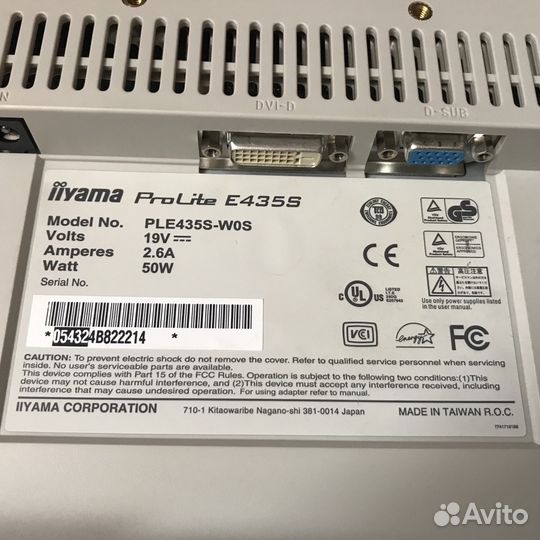 DVI-D
D-SUB
iiyama ProLite E435S
Model No. PLE435S-W0S
Volts 19V
Amperes 2.6A
Watt 50W
Serial No.
*054324B822214 *
CE
c UL us LISTED
VCCI
energy
FC
Use only power supplies listed
in the user manual.
CAUTION: To prevent electric shock do not remove the cover. Refer to qualified service personnel when servicing
inside. No user's serviceable parts available.
This device complies with Part 15 of the FCC Rules. Operation is subject to the following two conditions:(1)This
device may not cause harmful interference, and (2)This device must accept any interference received, including
interference that may cause undesired operation. For using adapter refer to manual.
IIYAMA CORPORATION 710-1 Kitaowaribe Nagano-shi 381-0014 Japan MADE IN TAIWAN R.O.C.
Avito